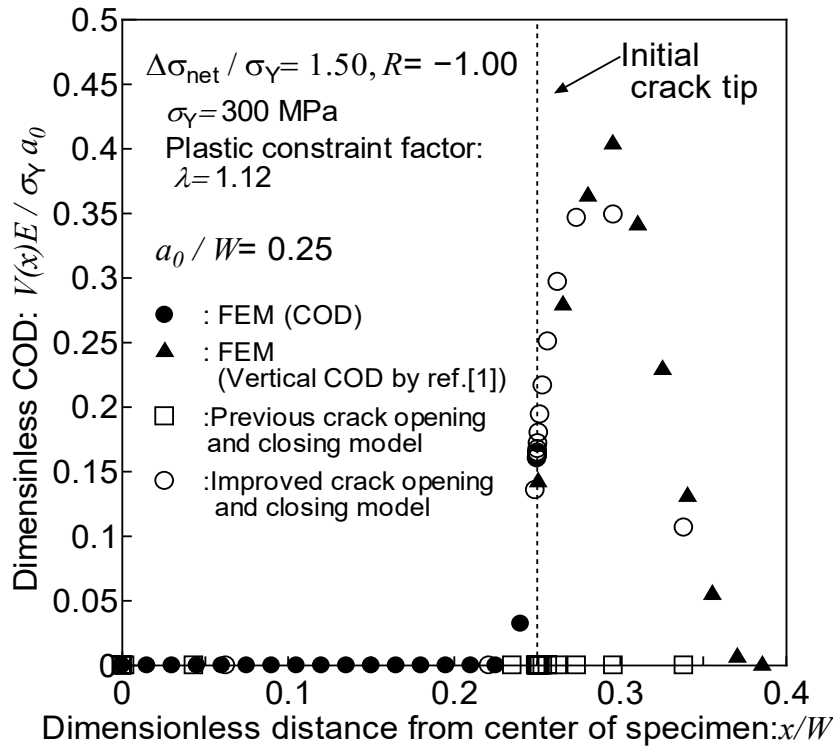 0.5
0.45
0.4
0.35
0.3
0.25
0.2
0.15
0.1
0.05
0
Dimensinless COD: V(x)E / σY a0
Δσnet / σY= 1.50, R= −1.00
σY= 300 MPa
Plastic constraint factor:
λ= 1.12
a0 / W= 0.25
: FEM (COD)
: FEM
(Vertical COD by ref.[1])
:Previous crack opening
and closing model
:Improved crack opening
and closing model
Initial
crack tip
0 0.1 0.2 0.3 0.4
Dimensionless distance from center of specimen:x/W